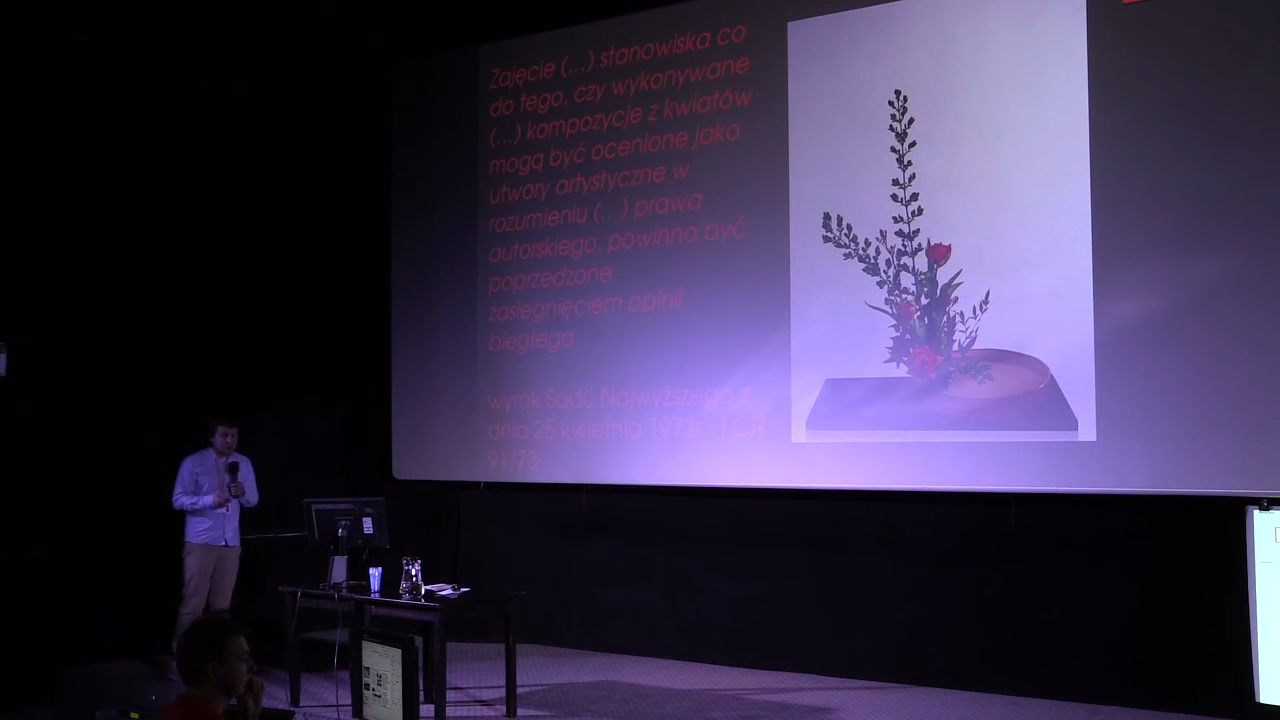 Zajęcie (...) stanowiska co
do tego, czy wykonywane
(...) kompozycje z kwiatów
mogą być ocenione jako
utwory artystyczne w
rozumieniu (...) prawa
autorskiego, powinno być
poprzedzone
zasięgnięciem opinii
biegłego
wyrok Sądu Najwyższego z
dnia 25 kwietnia 1973r., I CR
91/73